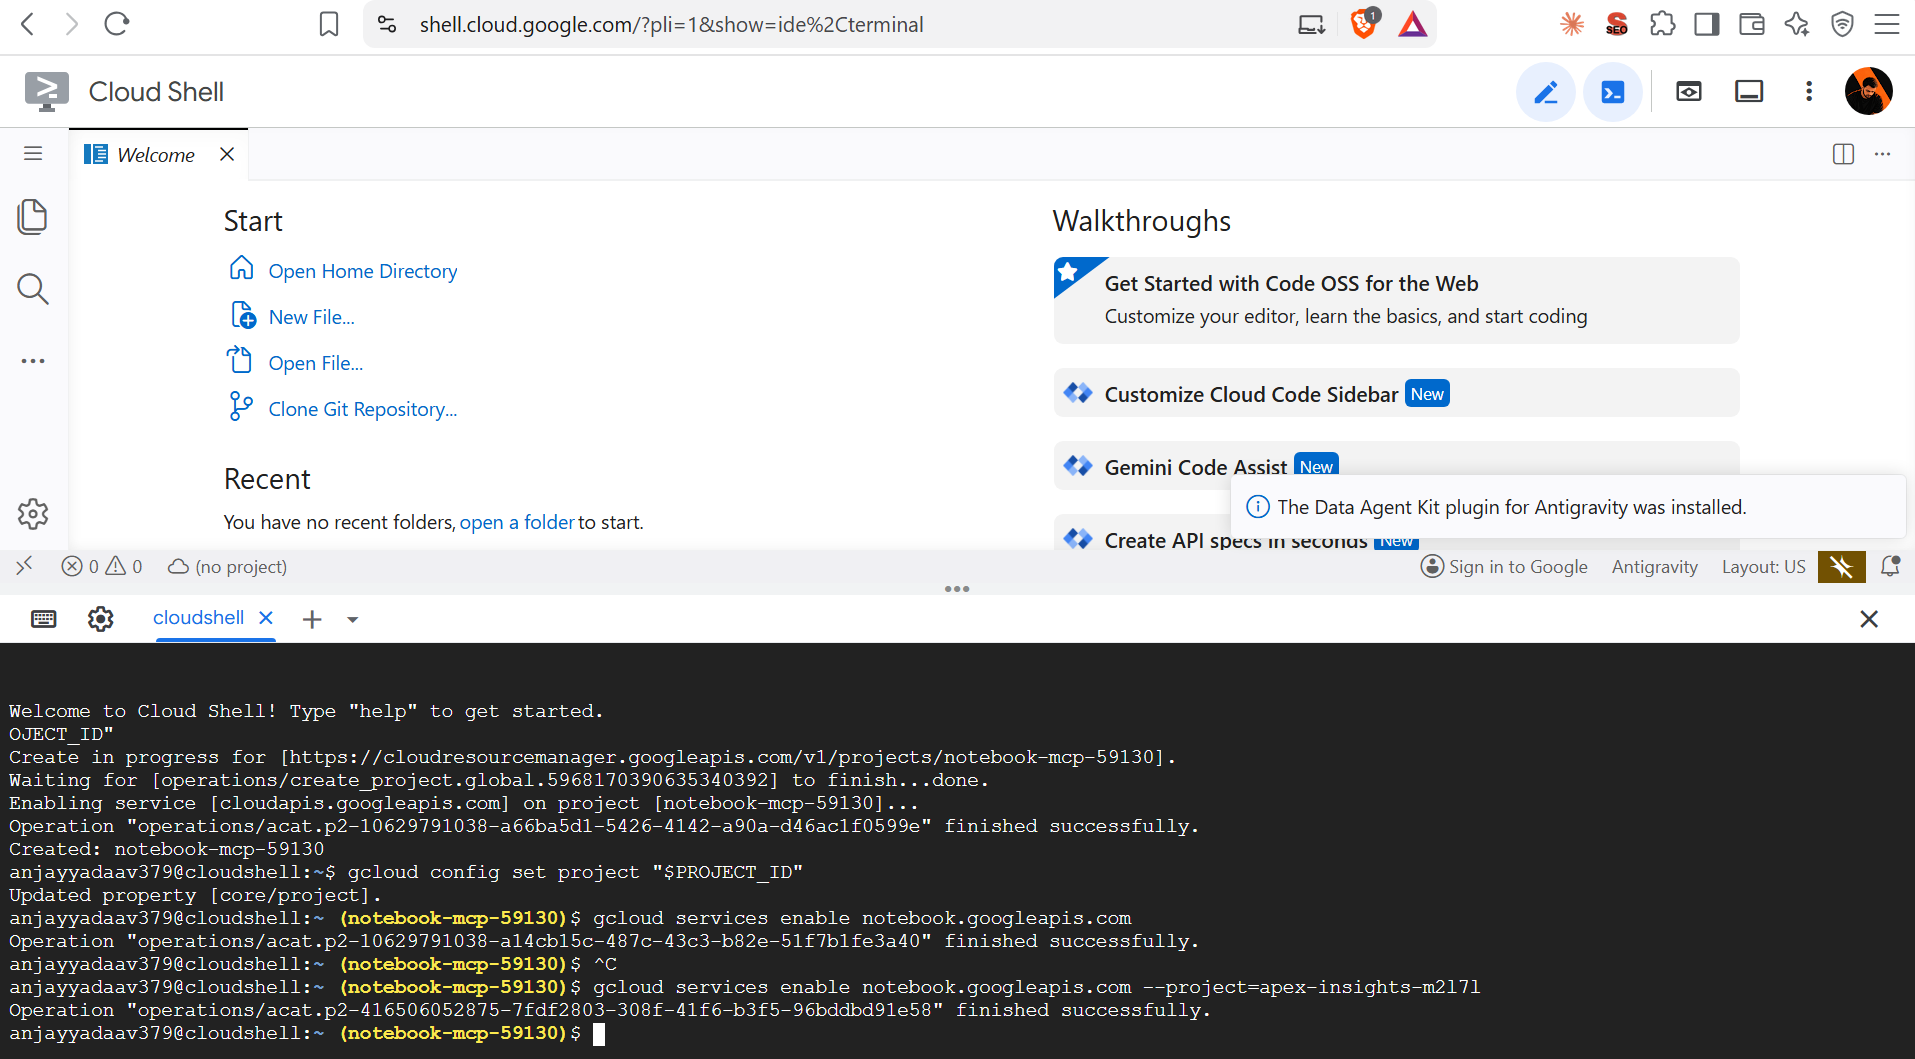 shell.cloud.google.com/?pli=1&show=ide%2Cterminal
1
SEO
Cloud Shell
Welcome
Start
Open Home Directory
New File...
Open File...
Clone Git Repository...
Recent
You have no recent folders, open a folder to start.
Walkthroughs
Get Started with Code OSS for the Web
Customize your editor, learn the basics, and start coding
Customize Cloud Code Sidebar New
Gemini Code Assist New
Create API specs in seconds New
The Data Agent Kit plugin for Antigravity was installed.
0 0 (no project)
Sign in to Google Antigravity Layout: US
cloudshell
Welcome to Cloud Shell! Type "help" to get started.
OJECT_ID"
Create in progress for [https://cloudresourcemanager.googleapis.com/v1/projects/notebook-mcp-59130].
Waiting for [operations/create_project.global.5968170390635340392] to finish...done.
Enabling service [cloudapis.googleapis.com] on project [notebook-mcp-59130]...
Operation "operations/acat.p2-10629791038-a66ba5d1-5426-4142-a90a-d46ac1f0599e" finished successfully.
Created: notebook-mcp-59130
anjayyadaav379@cloudshell:~$ gcloud config set project "$PROJECT_ID"
Updated property [core/project].
anjayyadaav379@cloudshell:~ (notebook-mcp-59130)$ gcloud services enable notebook.googleapis.com
Operation "operations/acat.p2-10629791038-a14cb15c-487c-43c3-b82e-51f7b1fe3a40" finished successfully.
anjayyadaav379@cloudshell:~ (notebook-mcp-59130)$ ^C
anjayyadaav379@cloudshell:~ (notebook-mcp-59130)$ gcloud services enable notebook.googleapis.com --project=apex-insights-m2l7l
Operation "operations/acat.p2-416506052875-7fdf2803-308f-41f6-b3f5-96bddbd91e58" finished successfully.
anjayyadaav379@cloudshell:~ (notebook-mcp-59130)$